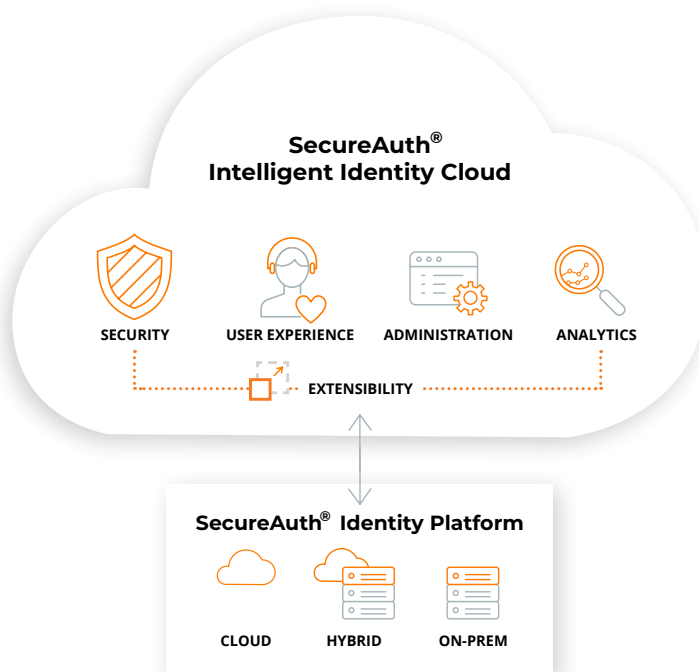 SecureAuth®
Intelligent Identity Cloud
SECURITY
USER EXPERIENCE
ADMINISTRATION
ANALYTICS
EXTENSIBILITY
SecureAuth® Identity Platform
CLOUD
HYBRID
ON-PREM